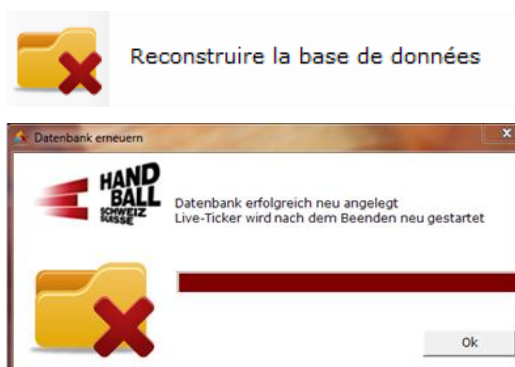 Reconstruire la base de données
Datenbank erneuern
HAND
BALL
SCHWEIZ
SUISSE
Datenbank erfolgreich neu angelegt
Live-Ticker wird nach dem Beenden neu gestartet
Ok